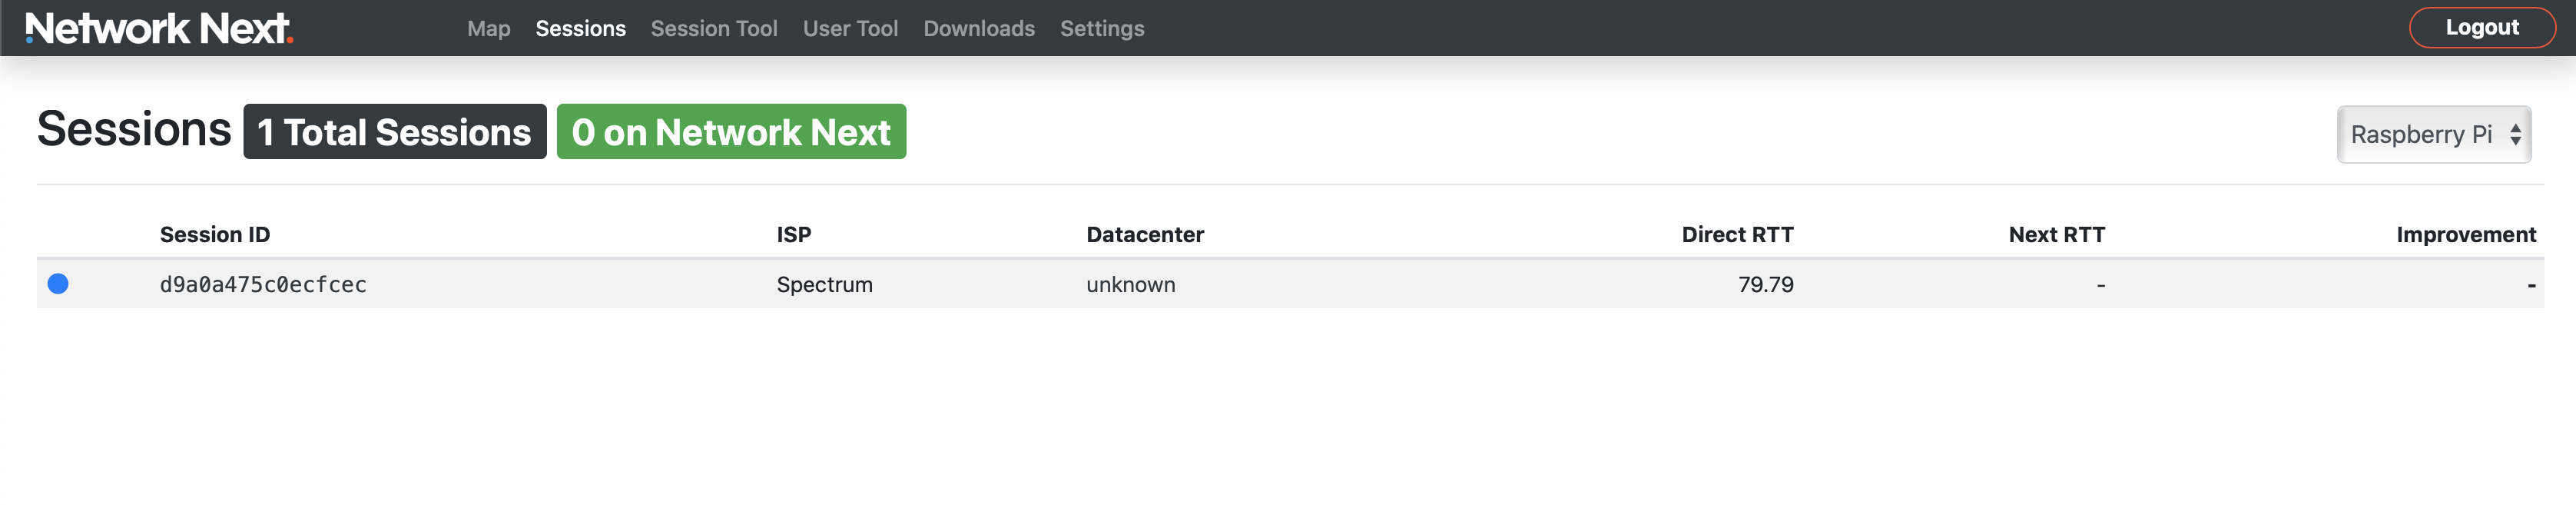 Network Next. Map Sessions Session Tool User Tool Downloads Settings Logout
Sessions 1 Total Sessions 0 on Network Next Raspberry Pi
Session ID ISP Datacenter Direct RTT Next RTT Improvement
d9a0a475c0ecfcec Spectrum unknown 79.79 - -